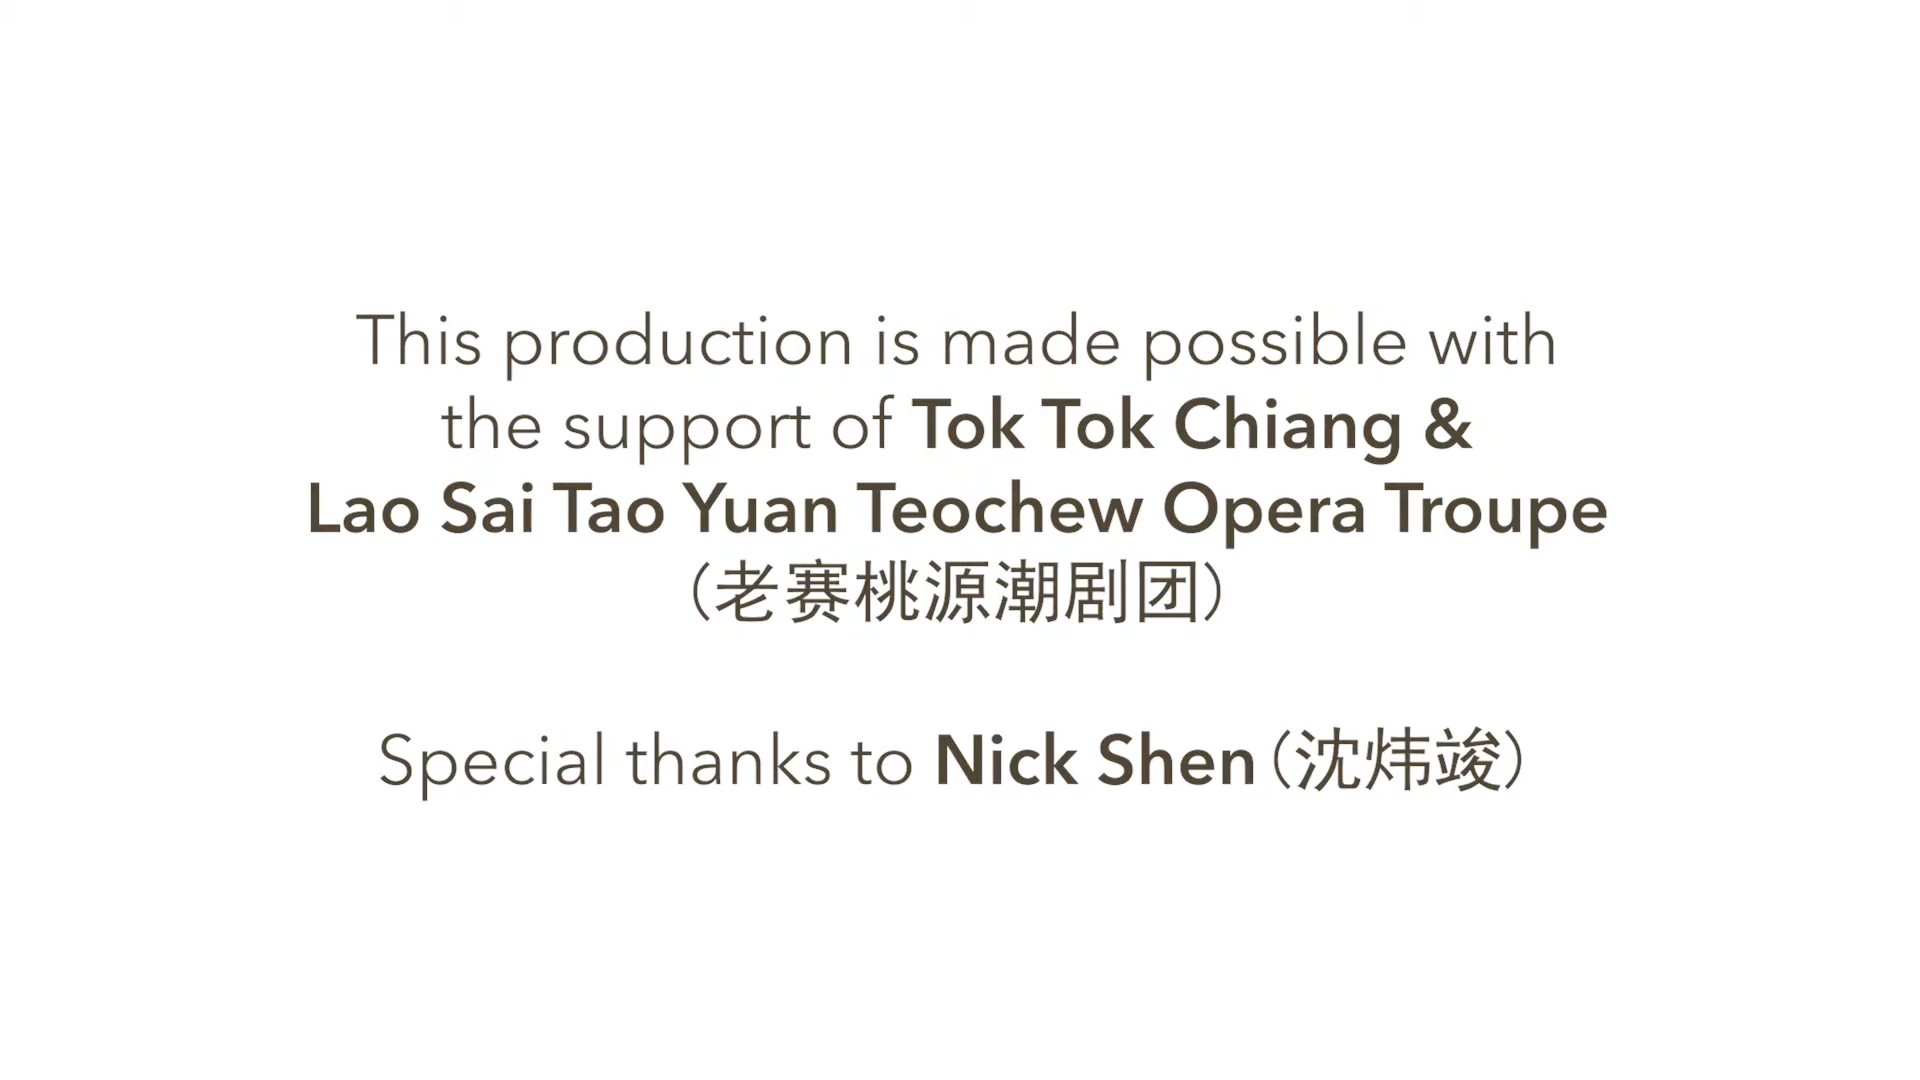 This production is made possible with
the support of Tok Tok Chiang &
Lao Sai Tao Yuan Teochew Opera Troupe
(老赛桃源潮剧团)
Special thanks to Nick Shen (沈炜竣)